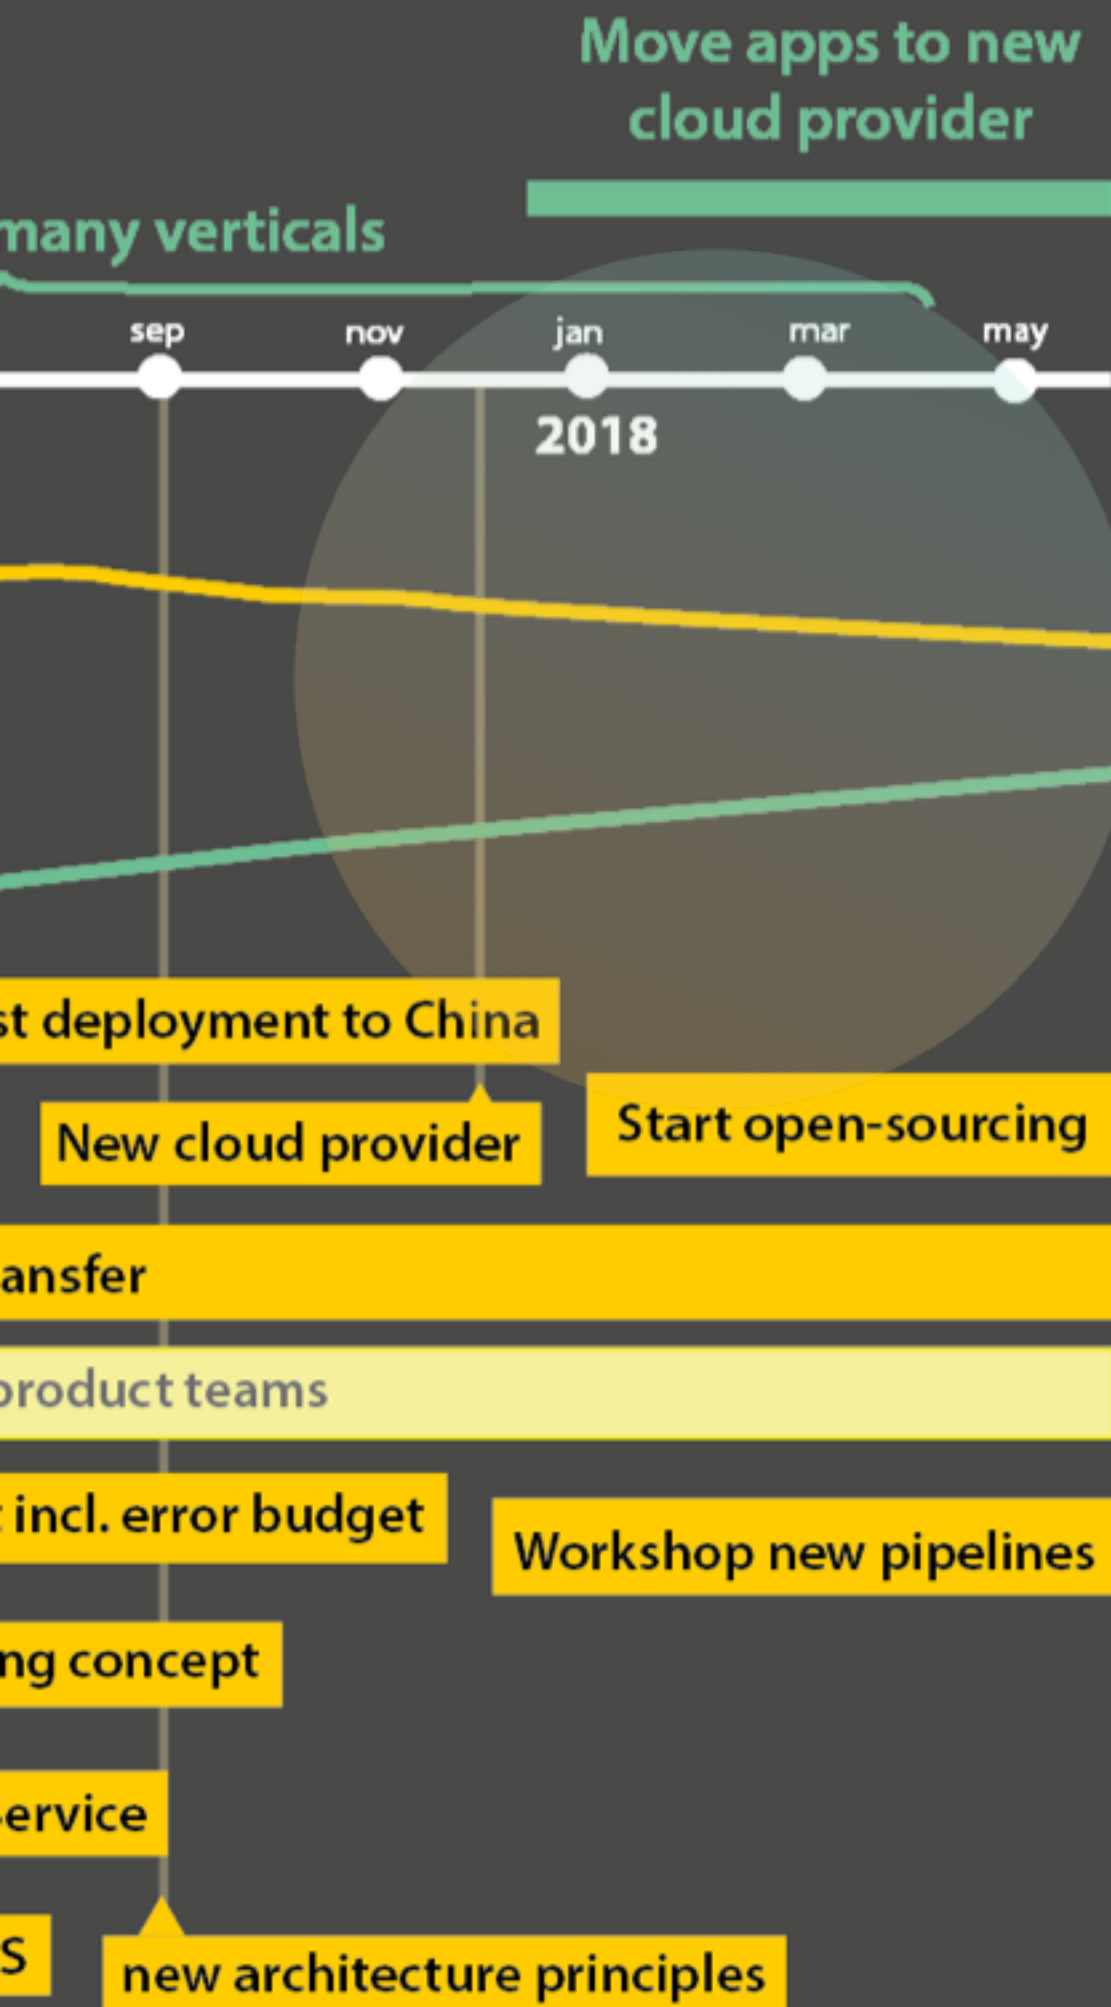 Move apps to new
cloud provider
many verticals
sep nov jan mar may
2018
st deployment to China
New cloud provider
Start open-sourcing
ansfer
product teams
incl. error budget
Workshop new pipelines
ng concept
ervice
S
new architecture principles